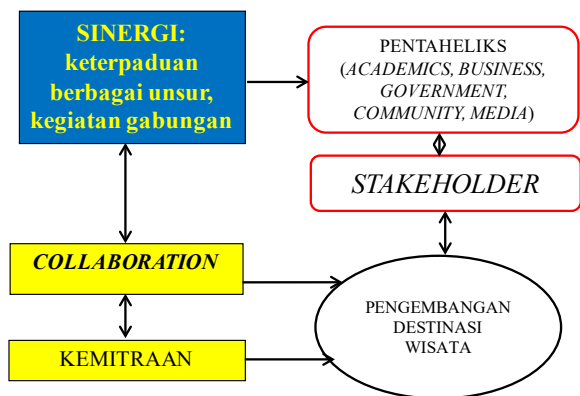 SINERGI:
keterpaduan
berbagai unsur,
kegiatan gabungan
PENTAHELIKS
(ACADEMICS, BUSINESS,
GOVERNMENT,
COMMUNITY, MEDIA)
STAKEHOLDER
COLLABORATION
PENGEMBANGAN
DESTINASI
WISATA
KEMITRAAN